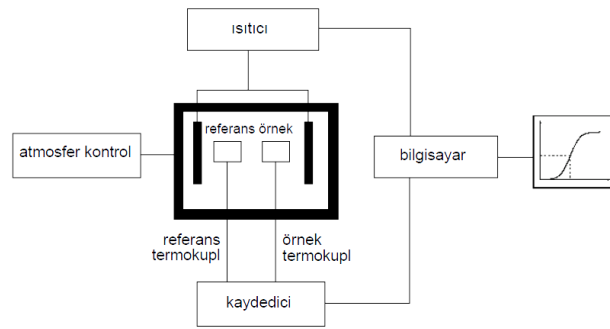 ısıtıcı
referans örnek
atmosfer kontrol
bilgisayar
referans
termokupl
örnek
termokupl
kaydedici